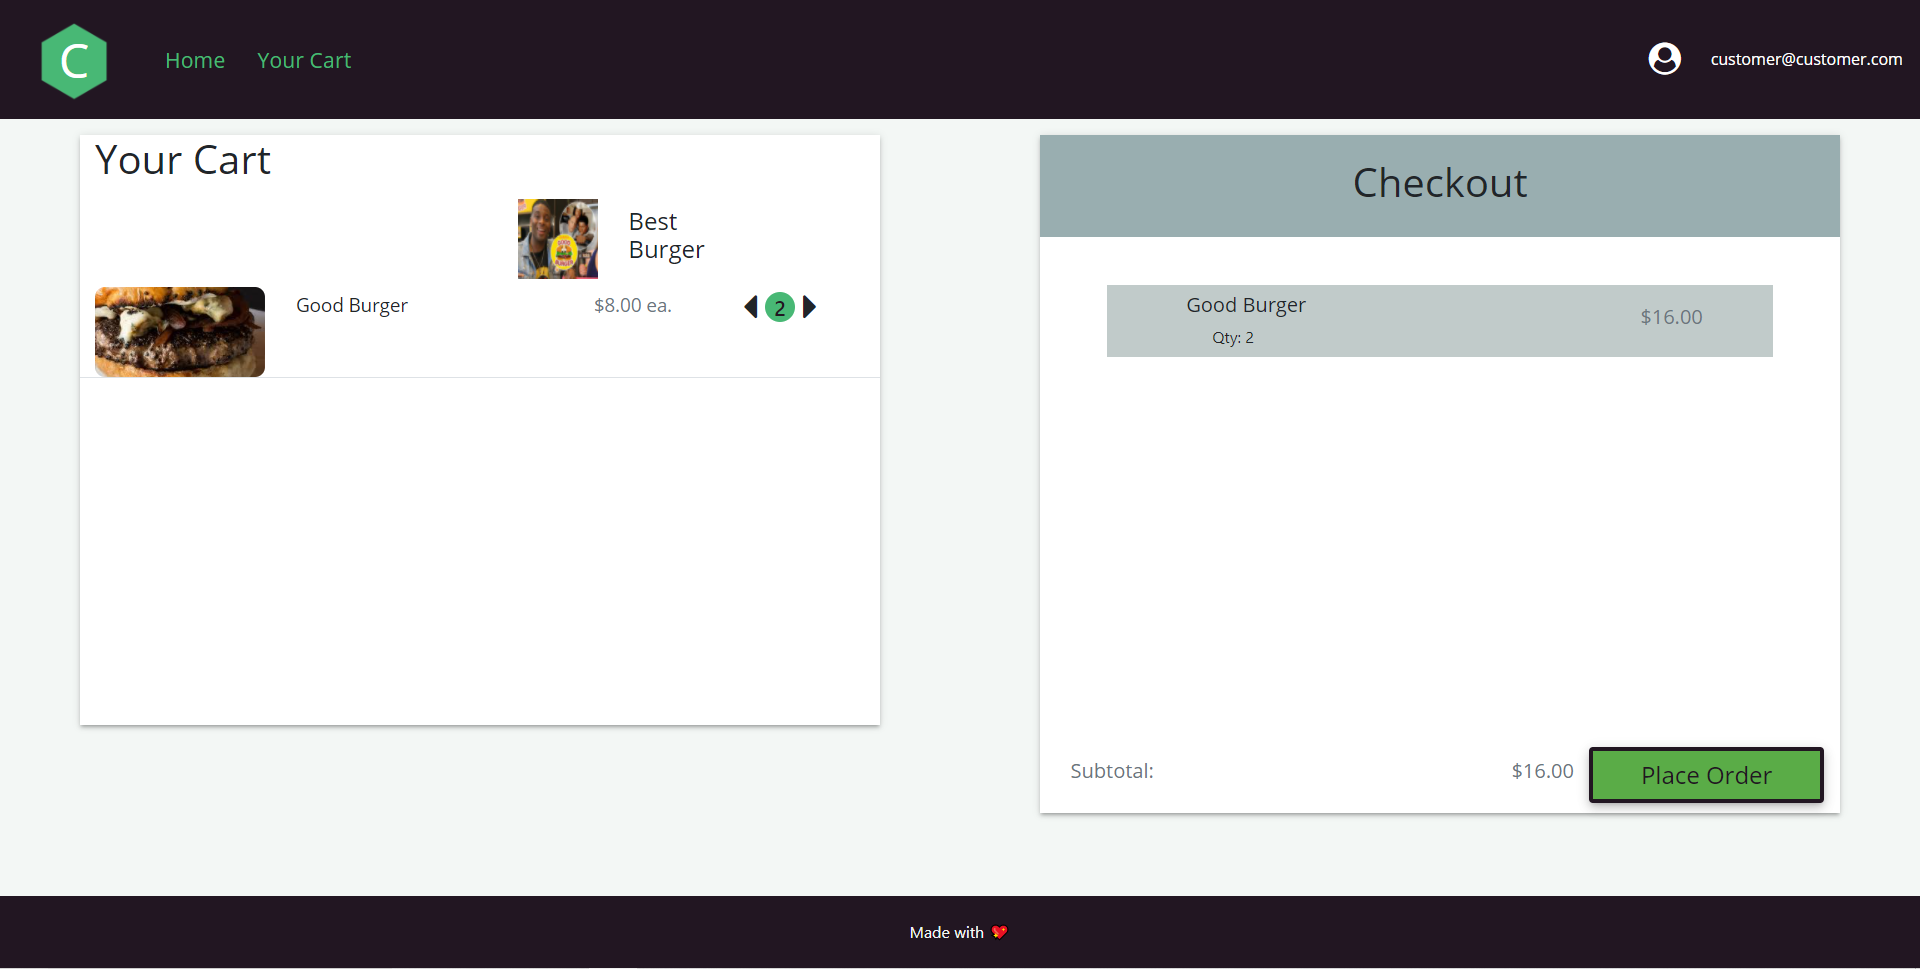 C
Home
Your Cart
customer@customer.com
Your Cart
Best
Burger
Good Burger
$8.00 ea.
2
Checkout
Good Burger
$16.00
Qty: 2
Subtotal:
$16.00
Place Order
Made with 💖